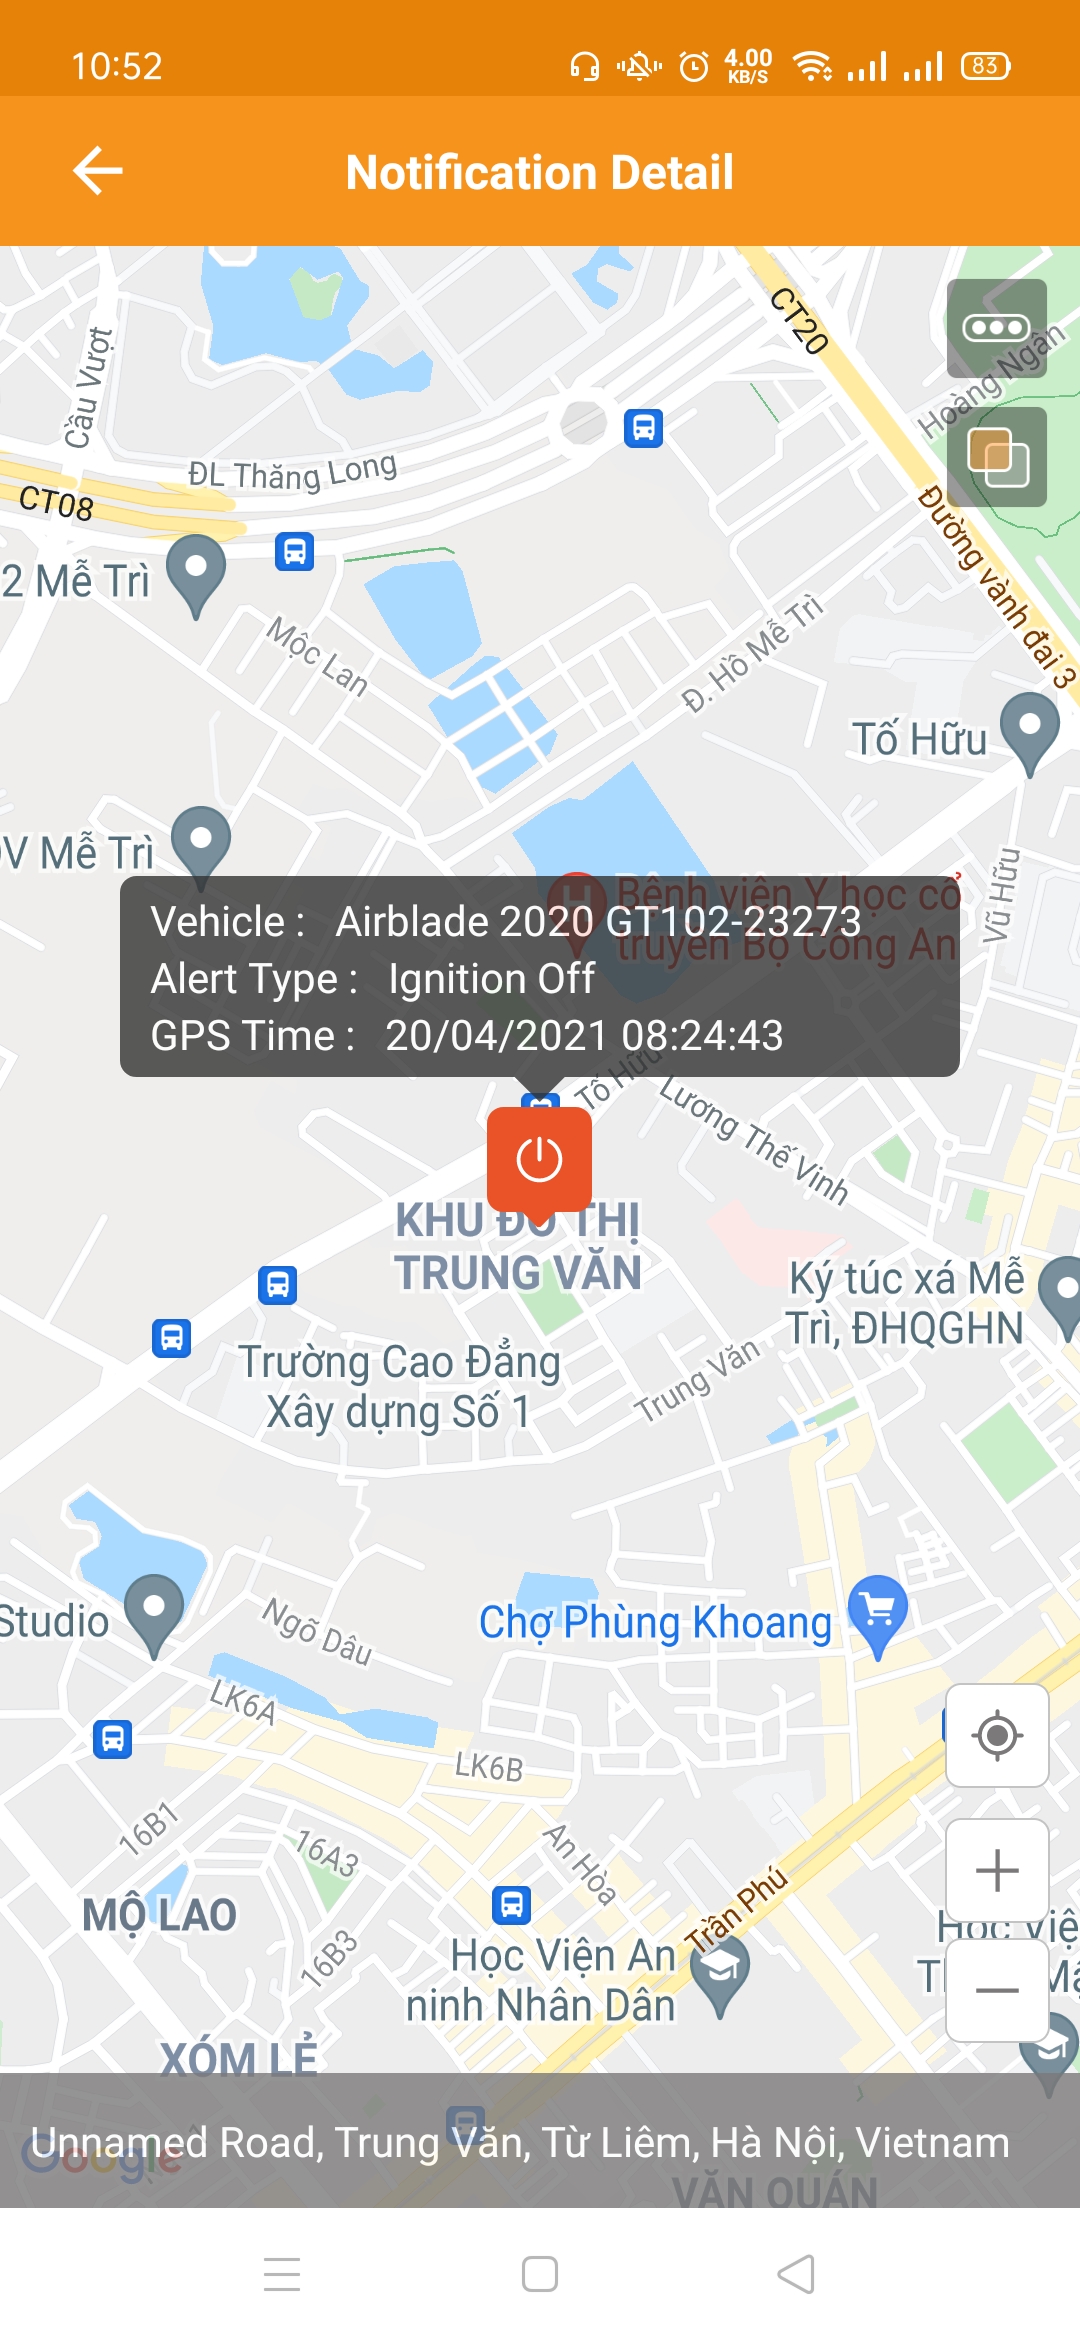 10:52
4.00
KB/S
83
Notification Detail
CT20
Hoàng Ngân
Cầu Vượt
ĐL Thăng Long
CT08
Đường vành đai 3
2 Mễ Trì
Mộc Lan
Đ. Hồ Mễ Trì
Tố Hữu
V Mễ Trì
Vũ Hữu
Bệnh viện Y học cổ
truyền Bộ Công An
Vehicle : Airblade 2020 GT102-23273
Alert Type : Ignition Off
GPS Time : 20/04/2021 08:24:43
Tố Hữu
Lương Thế Vinh
KHU ĐÔ THỊ
TRUNG VĂN
Ký túc xá Mễ
Trì, ĐHQGHN
Trường Cao Đẳng
Xây dựng Số 1
Trung Văn
Studio
Ngõ Dâu
Chợ Phùng Khoang
LK6A
LK6B
16B1
16A3
An Hòa
MỘ LAO
Trần Phú
16B3
Học Viện An
ninh Nhân Dân
Học Việ
XÓM LẺ
Unnamed Road, Trung Văn, Từ Liêm, Hà Nội, Vietnam
Google
VĂN QUÁN